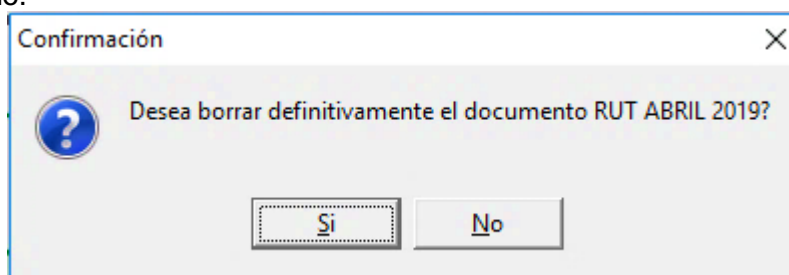 Confirmación
Desea borrar definitivamente el documento RUT ABRIL 2019?
Si
No